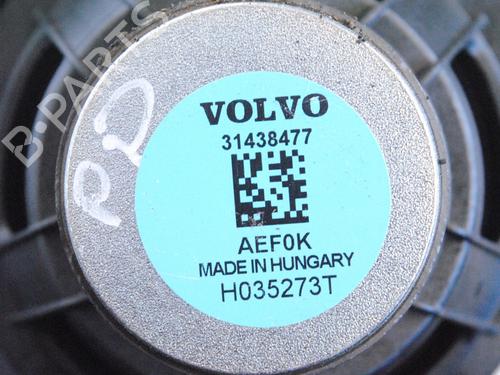 VOLVO
31438477
AEF0K
MADE IN HUNGARY
H035273T
PD
B-PARTS